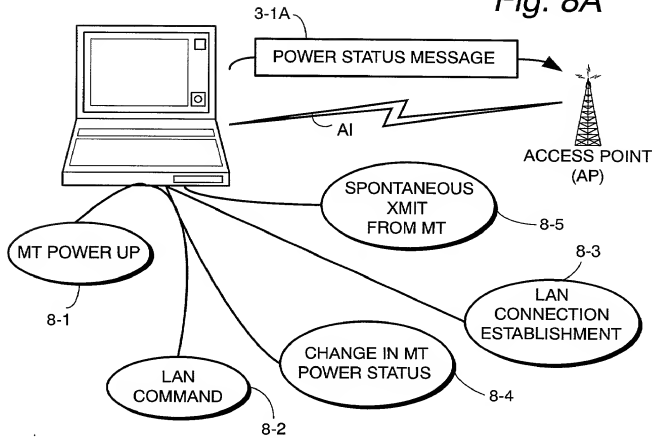 Fig. 8A
3-1A
POWER STATUS MESSAGE
AI
ACCESS POINT
(AP)
SPONTANEOUS
XMIT
FROM MT
8-5
MT POWER UP
8-1
8-3
LAN
CONNECTION
ESTABLISHMENT
CHANGE IN MT
POWER STATUS
8-4
LAN
COMMAND
8-2